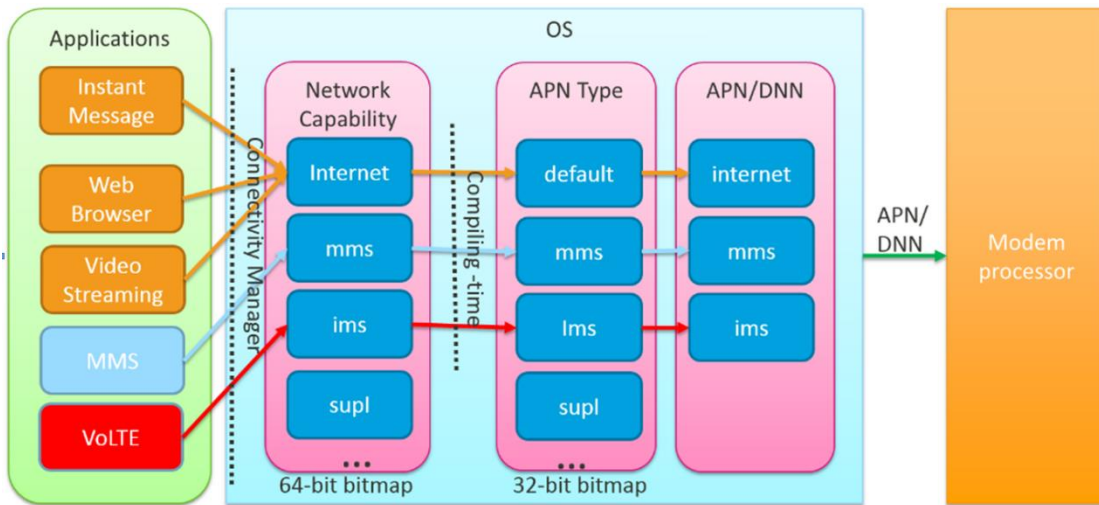 Applications
Instant
Message
Web
Browser
Video
Streaming
MMS
VoLTE
OS
Connectivity Manager
Network
Capability
Internet
mms
ims
supl
...
64-bit bitmap
Compiling -time
APN Type
default
mms
Ims
supl
...
32-bit bitmap
APN/DNN
internet
mms
ims
APN/
DNN
Modem
processor